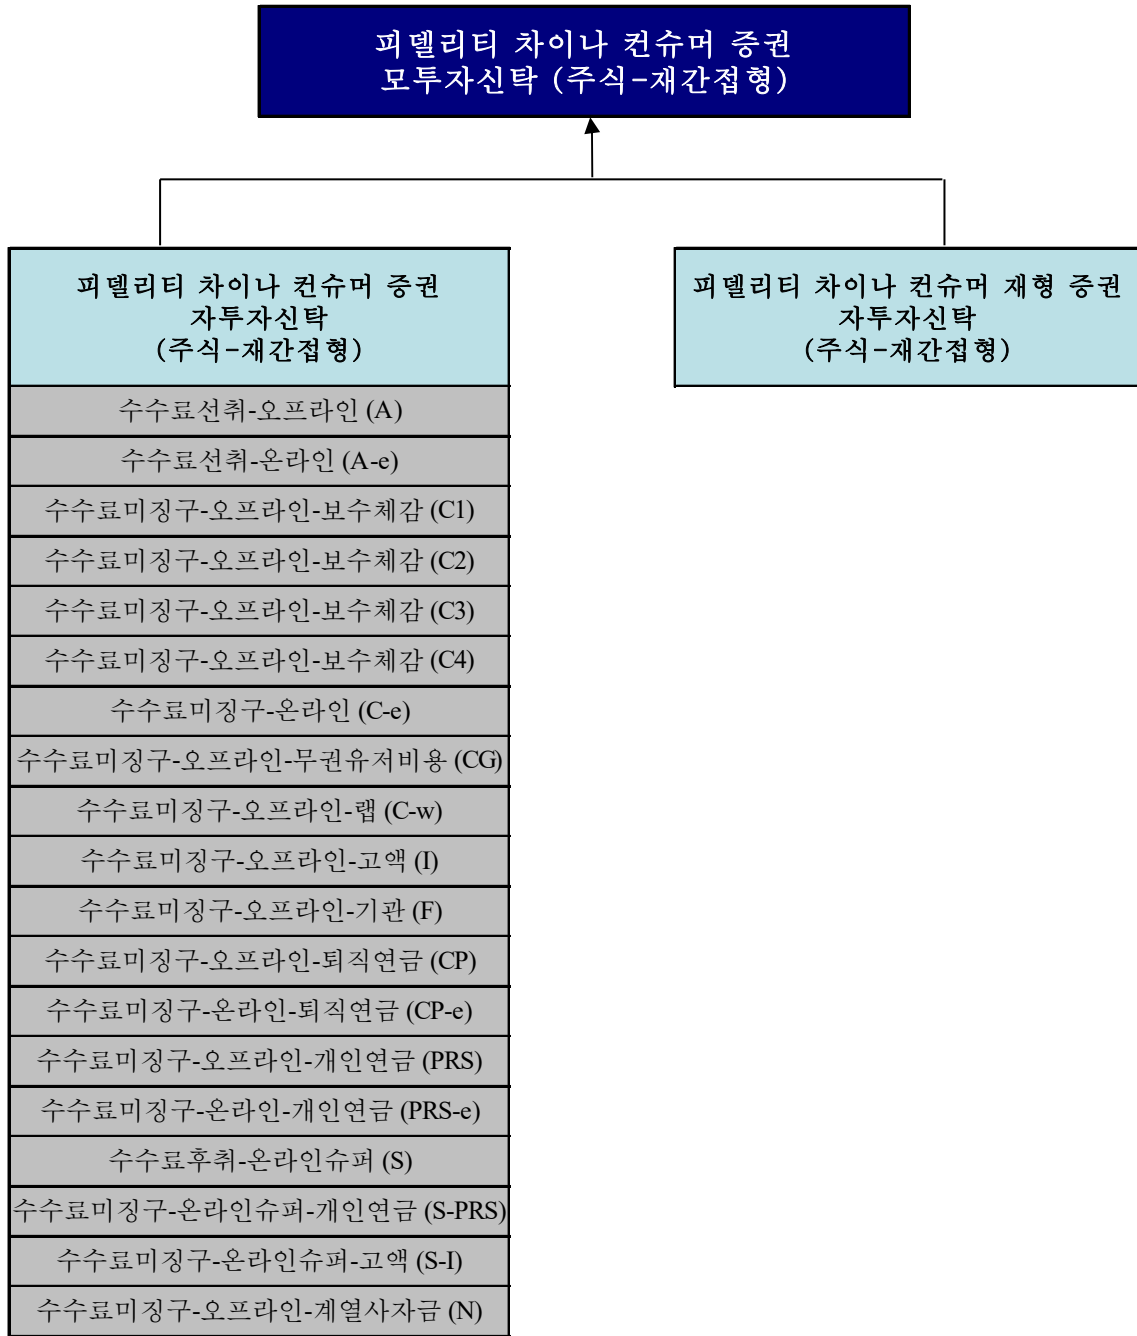 피델리티 차이나 컨슈머 증권
모투자신탁 (주식-재간접형)
피델리티 차이나 컨슈머 증권
자투자신탁
(주식-재간접형)
피델리티 차이나 컨슈머 재형 증권
자투자신탁
(주식-재간접형)
수수료선취-오프라인 (A)
수수료선취-온라인 (A-e)
수수료미징구-오프라인-보수체감 (C1)
수수료미징구-오프라인-보수체감 (C2)
수수료미징구-오프라인-보수체감 (C3)
수수료미징구-오프라인-보수체감 (C4)
수수료미징구-온라인 (C-e)
수수료미징구-오프라인-무권유저비용 (CG)
수수료미징구-오프라인-랩 (C-w)
수수료미징구-오프라인-고액 (I)
수수료미징구-오프라인-기관 (F)
수수료미징구-오프라인-퇴직연금 (CP)
수수료미징구-온라인-퇴직연금 (CP-e)
수수료미징구-오프라인-개인연금 (PRS)
수수료미징구-온라인-개인연금 (PRS-e)
수수료후취-온라인슈퍼 (S)
수수료미징구-온라인슈퍼-개인연금 (S-PRS)
수수료미징구-온라인슈퍼-고액 (S-I)
수수료미징구-오프라인-계열사자금 (N)